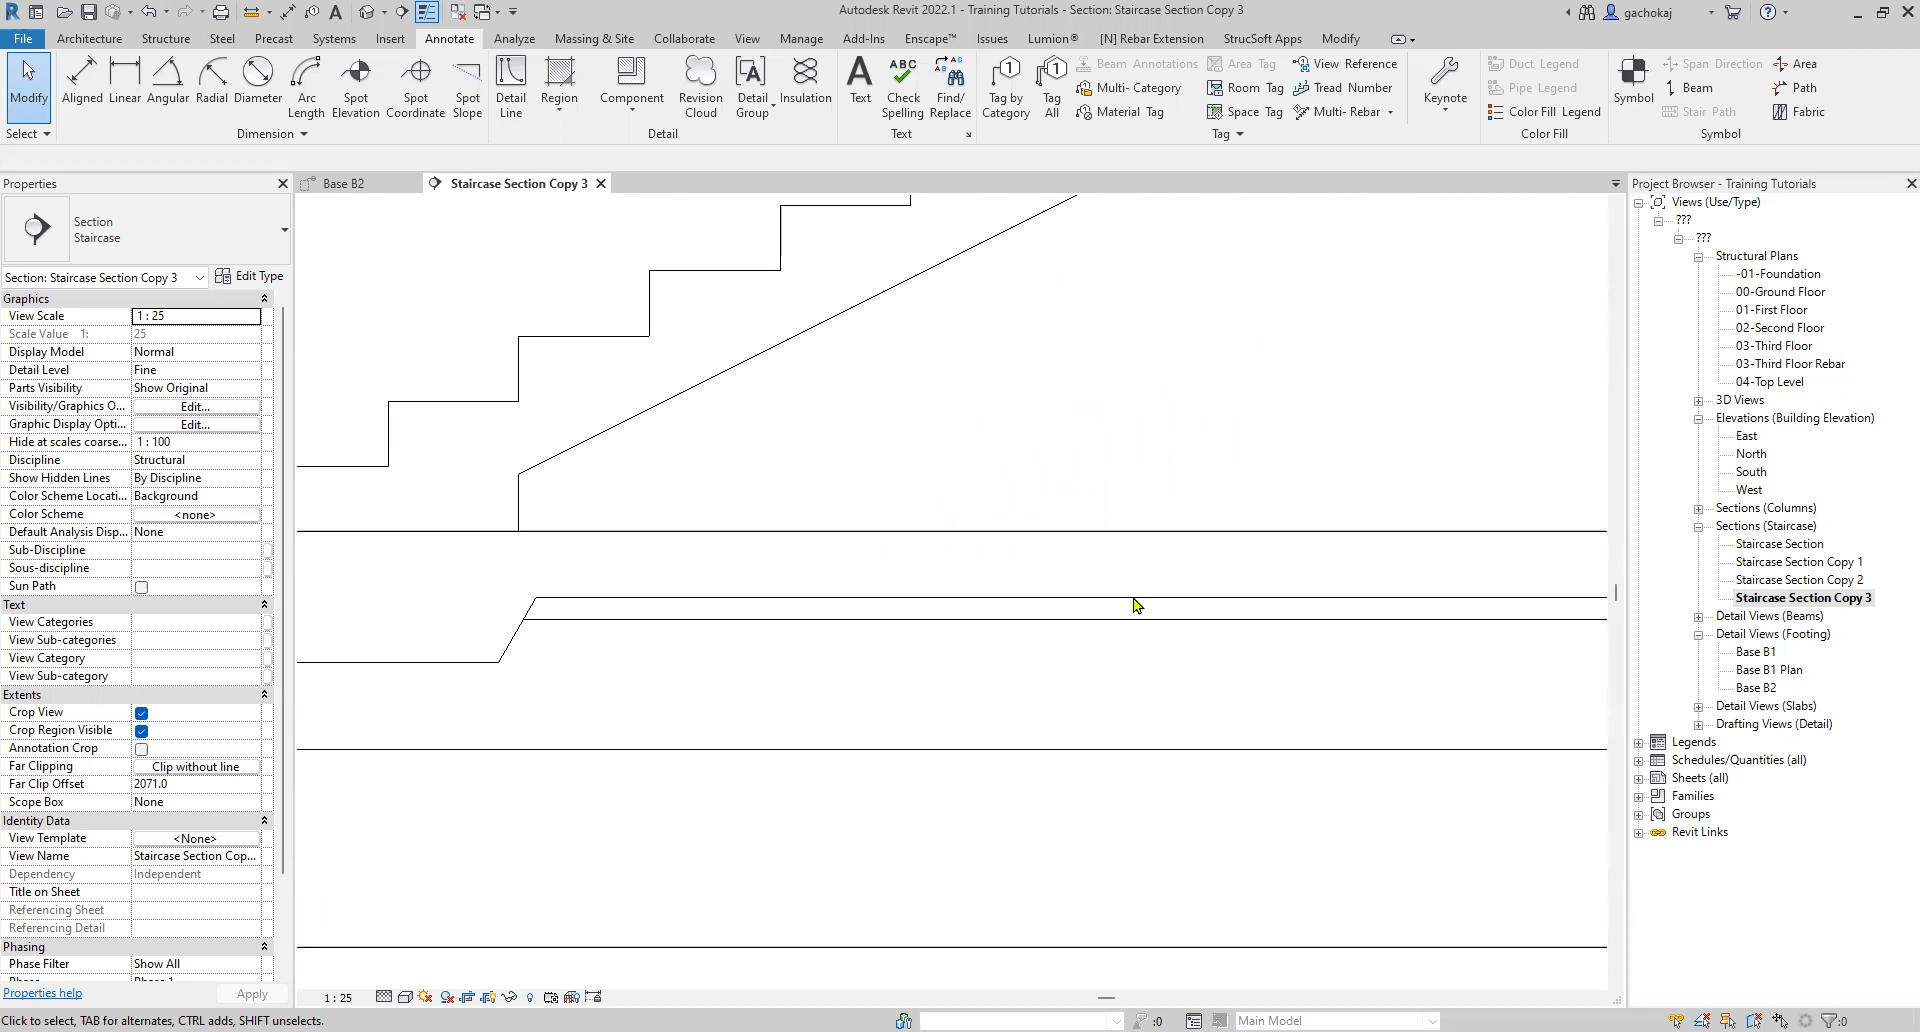 Autodesk Revit 2022.1 - Training Tutorials - Section: Staircase Section Copy 3
gachokaj
File Architecture Structure Steel Precast Systems Insert Annotate Analyze Massing & Site Collaborate View Manage Add-Ins Enscape™ Issues Lumion® [N] Rebar Extension StrucSoft Apps Modify
Modify
Select
Aligned
Linear
Angular
Radial
Diameter
Arc Length
Spot Elevation
Spot Coordinate
Spot Slope
Dimension
Detail Line
Region
Component
Revision Cloud
Detail Group
Insulation
Detail
Text
ABC
Check Spelling
Find/ Replace
Text
Tag by Category
Tag All
Beam Annotations
Multi- Category
Material Tag
Area Tag
Room Tag
Space Tag
View Reference
Tread Number
Multi- Rebar
Tag
Keynote
Duct Legend
Pipe Legend
Color Fill Legend
Color Fill
Symbol
Span Direction
Beam
Stair Path
Area
Path
Fabric
Symbol
Properties
Section
Staircase
Section: Staircase Section Copy 3
Edit Type
Graphics
View Scale 1 : 25
Scale Value 1: 25
Display Model Normal
Detail Level Fine
Parts Visibility Show Original
Visibility/Graphics O... Edit...
Graphic Display Opti... Edit...
Hide at scales coarse... 1 : 100
Discipline Structural
Show Hidden Lines By Discipline
Color Scheme Locati... Background
Color Scheme <none>
Default Analysis Disp... None
Sub-Discipline
Sous-discipline
Sun Path
Text
View Categories
View Sub-categories
View Category
View Sub-category
Extents
Crop View
Crop Region Visible
Annotation Crop
Far Clipping Clip without line
Far Clip Offset 2071.0
Scope Box None
Identity Data
View Template <None>
View Name Staircase Section Cop...
Dependency Independent
Title on Sheet
Referencing Sheet
Referencing Detail
Phasing
Phase Filter Show All
Properties help
Apply
Base B2
Staircase Section Copy 3
1 : 25
Project Browser - Training Tutorials
Views (Use/Type)
???
???
Structural Plans
-01-Foundation
00-Ground Floor
01-First Floor
02-Second Floor
03-Third Floor
03-Third Floor Rebar
04-Top Level
3D Views
Elevations (Building Elevation)
East
North
South
West
Sections (Columns)
Sections (Staircase)
Staircase Section
Staircase Section Copy 1
Staircase Section Copy 2
Staircase Section Copy 3
Detail Views (Beams)
Detail Views (Footing)
Base B1
Base B1 Plan
Base B2
Detail Views (Slabs)
Drafting Views (Detail)
Legends
Schedules/Quantities (all)
Sheets (all)
Families
Groups
Revit Links
Click to select, TAB for alternates, CTRL adds, SHIFT unselects.
:0
Main Model
:0